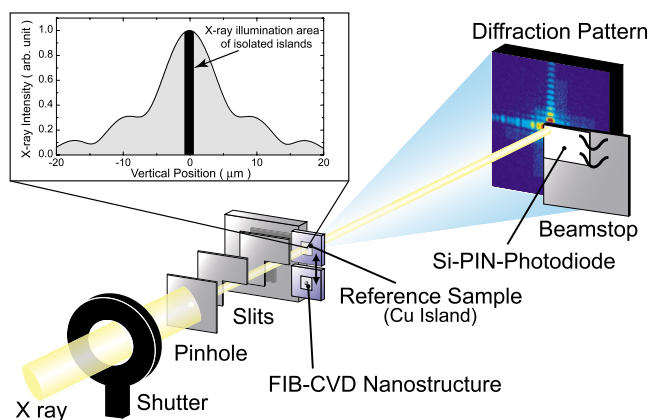 X-ray Intensity ( arb. unit)
1.0
0.8
0.6
0.4
0.2
0.0
-20
-10
0
10
20
Vertical Position ( μm )
X-ray illumination area
of isolated islands
Diffraction Pattern
Beamstop
Si-PIN-Photodiode
Reference Sample
(Cu Island)
Slits
Pinhole
FIB-CVD Nanostructure
Shutter
X ray